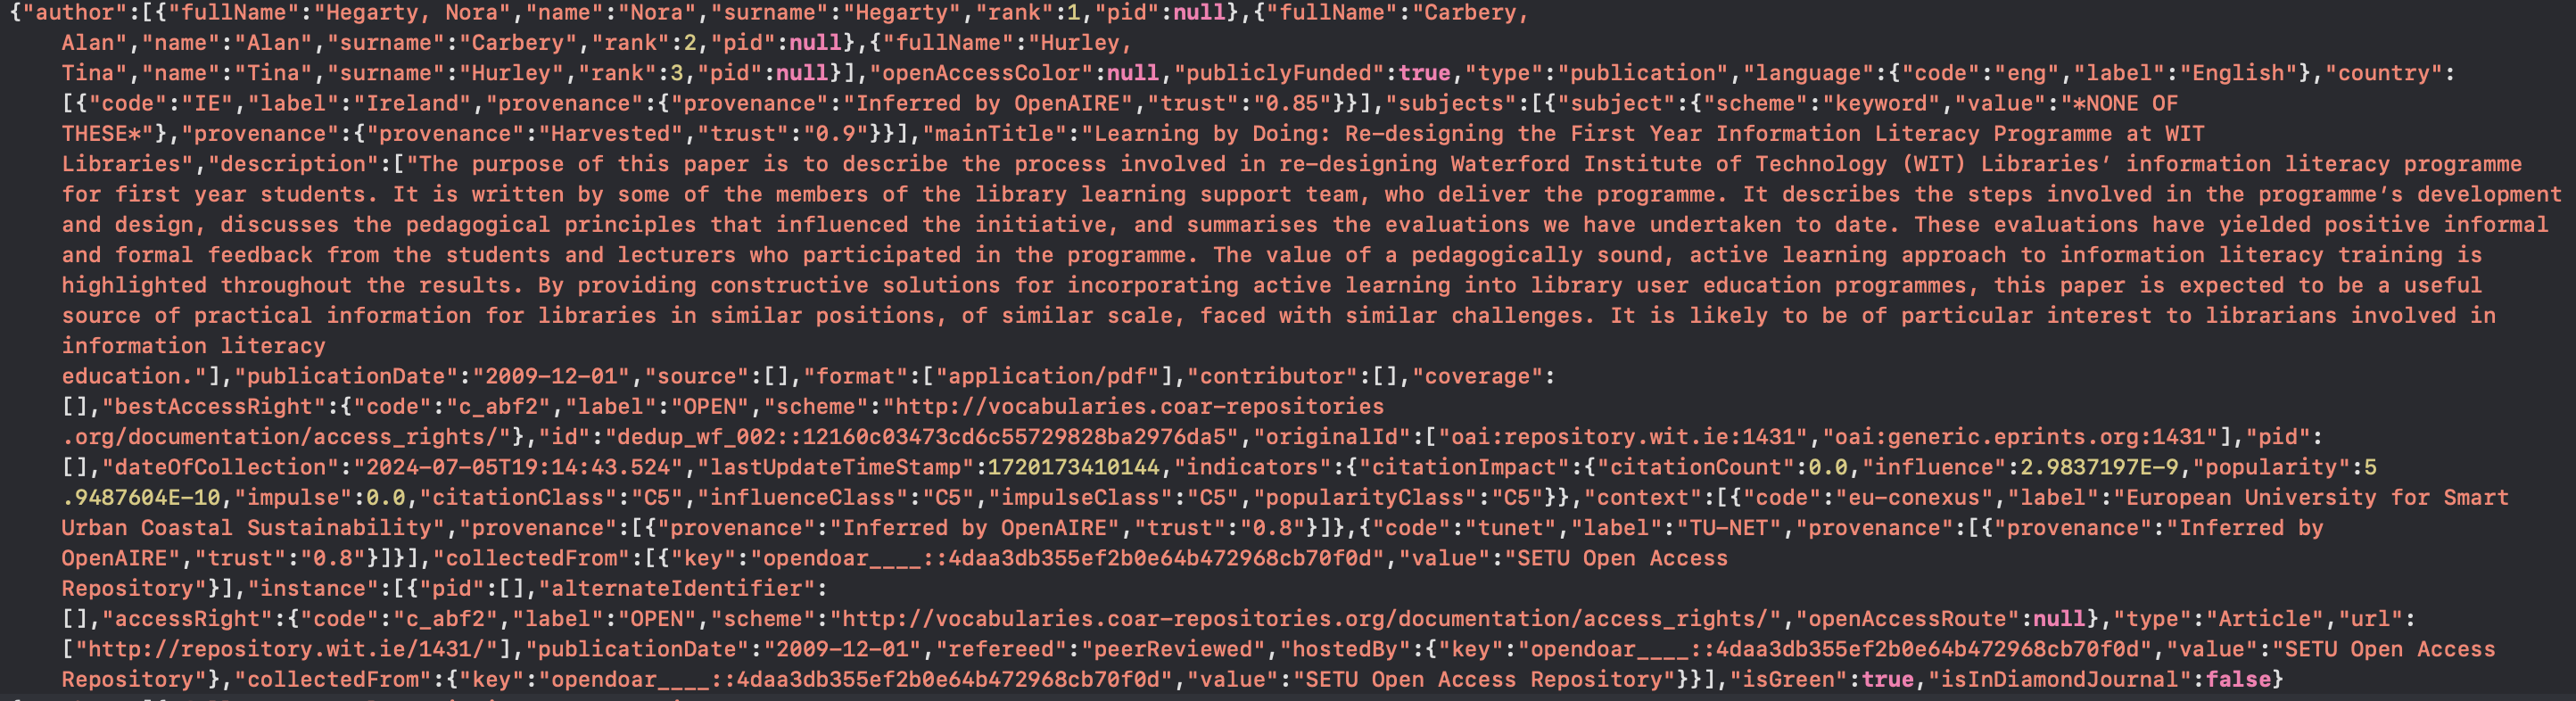 {"author":[{"fullName":"Hegarty, Nora","name":"Nora","surname":"Hegarty","rank":1,"pid":null},{"fullName":"Carbery,
Alan","name":"Alan","surname":"Carbery","rank":2,"pid":null},{"fullName":"Hurley,
Tina","name":"Tina","surname":"Hurley","rank":3,"pid":null}],"openAccessColor":null,"publiclyFunded":true,"type":"publication","language":{"code":"eng","label":"English"},"country":
[{"code":"IE","label":"Ireland","provenance":{"provenance":"Inferred by OpenAIRE","trust":"0.85"}}],"subjects":[{"subject":{"scheme":"keyword","value":"*NONE OF
THESE*"},"provenance":{"provenance":"Harvested","trust":"0.9"}}],"mainTitle":"Learning by Doing: Re-designing the First Year Information Literacy Programme at WIT
Libraries","description":["The purpose of this paper is to describe the process involved in re-designing Waterford Institute of Technology (WIT) Libraries’ information literacy programme
for first year students. It is written by some of the members of the library learning support team, who deliver the programme. It describes the steps involved in the programme’s development
and design, discusses the pedagogical principles that influenced the initiative, and summarises the evaluations we have undertaken to date. These evaluations have yielded positive informal
and formal feedback from the students and lecturers who participated in the programme. The value of a pedagogically sound, active learning approach to information literacy training is
highlighted throughout the results. By providing constructive solutions for incorporating active learning into library user education programmes, this paper is expected to be a useful
source of practical information for libraries in similar positions, of similar scale, faced with similar challenges. It is likely to be of particular interest to librarians involved in
information literacy
education."],"publicationDate":"2009-12-01","source":[],"format":["application/pdf"],"contributor":[],"coverage":
[],"bestAccessRight":{"code":"c_abf2","label":"OPEN","scheme":"http://vocabularies.coar-repositories
.org/documentation/access_rights/"},"id":"dedup_wf_002::12160c03473cd6c55729828ba2976da5","originalId":["oai:repository.wit.ie:1431","oai:generic.eprints.org:1431"],"pid":
[],"dateOfCollection":"2024-07-05T19:14:43.524","lastUpdateTimeStamp":1720173410144,"indicators":{"citationImpact":{"citationCount":0.0,"influence":2.9837197E-9,"popularity":5
.9487604E-10,"impulse":0.0,"citationClass":"C5","influenceClass":"C5","impulseClass":"C5","popularityClass":"C5"}},"context":[{"code":"eu-conexus","label":"European University for Smart
Urban Coastal Sustainability","provenance":[{"provenance":"Inferred by OpenAIRE","trust":"0.8"}]},{"code":"tunet","label":"TU-NET","provenance":[{"provenance":"Inferred by
OpenAIRE","trust":"0.8"}]}],"collectedFrom":[{"key":"opendoar____::4daa3db355ef2b0e64b472968cb70f0d","value":"SETU Open Access
Repository"}],"instance":[{"pid":[],"alternateIdentifier":
[],"accessRight":{"code":"c_abf2","label":"OPEN","scheme":"http://vocabularies.coar-repositories.org/documentation/access_rights/","openAccessRoute":null},"type":"Article","url":
["http://repository.wit.ie/1431/"],"publicationDate":"2009-12-01","refereed":"peerReviewed","hostedBy":{"key":"opendoar____::4daa3db355ef2b0e64b472968cb70f0d","value":"SETU Open Access
Repository"},"collectedFrom":{"key":"opendoar____::4daa3db355ef2b0e64b472968cb70f0d","value":"SETU Open Access Repository"}}],"isGreen":true,"isInDiamondJournal":false}